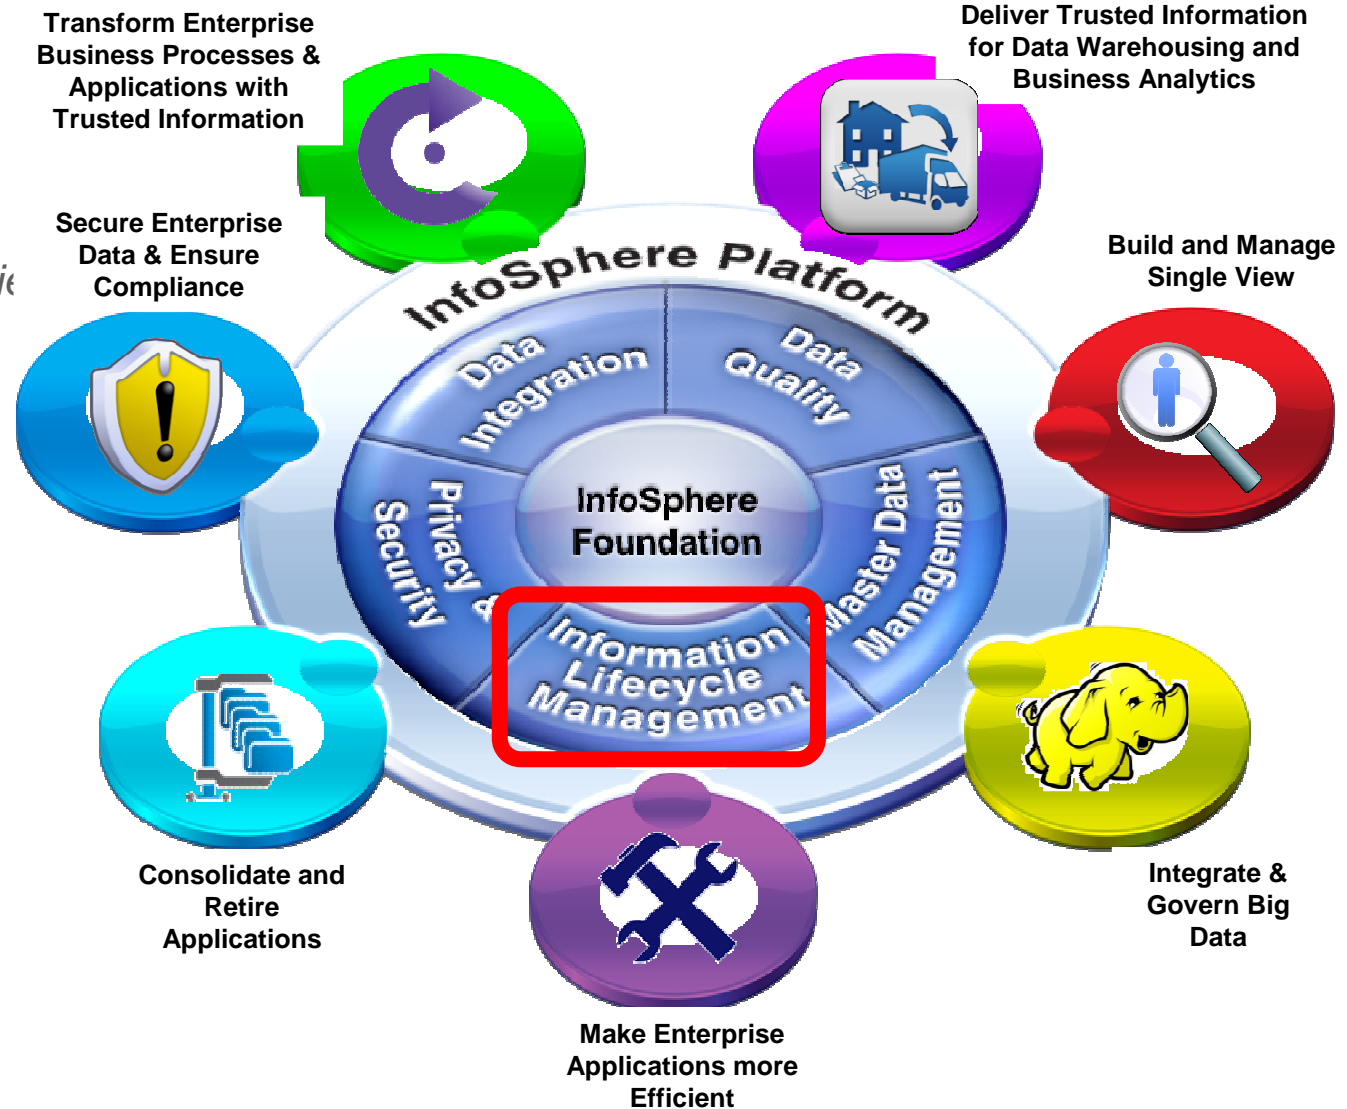 Transform Enterprise
Business Processes &
Applications with
Trusted Information
Deliver Trusted Information
for Data Warehousing and
Business Analytics
Secure Enterprise
Data & Ensure
Compliance
Build and Manage
Single View
InfoSphere Platform
Data
Integration
Data
Quality
Privacy &
Security
InfoSphere
Foundation
Master Data
Management
Information
Lifecycle
Management
Consolidate and
Retire
Applications
Integrate &
Govern Big
Data
Make Enterprise
Applications more
Efficient